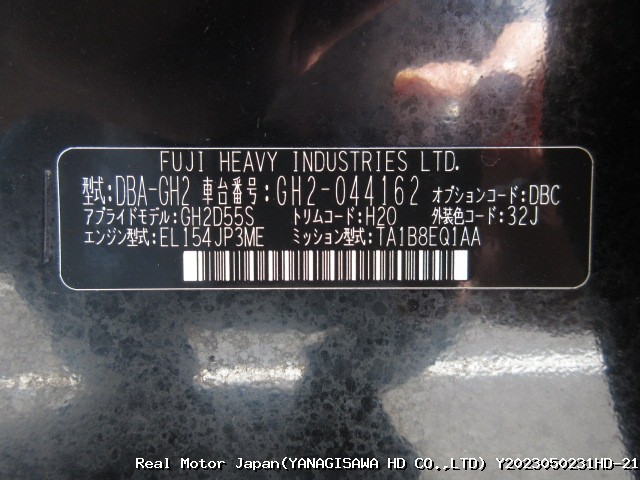 FUJI HEAVY INDUSTRIES LTD.
型式:DBA-GH2 車台番号:GH2-044162 オプションコード:DBC
アプライドモデル:GH2D55S トリムコード:H20 外装色コード:32J
エンジン型式:EL154JP3ME ミッション型式:TA1B8EQ1AA
Real Motor Japan(YANAGISAWA HD CO.,LTD) Y2023050231HD-21